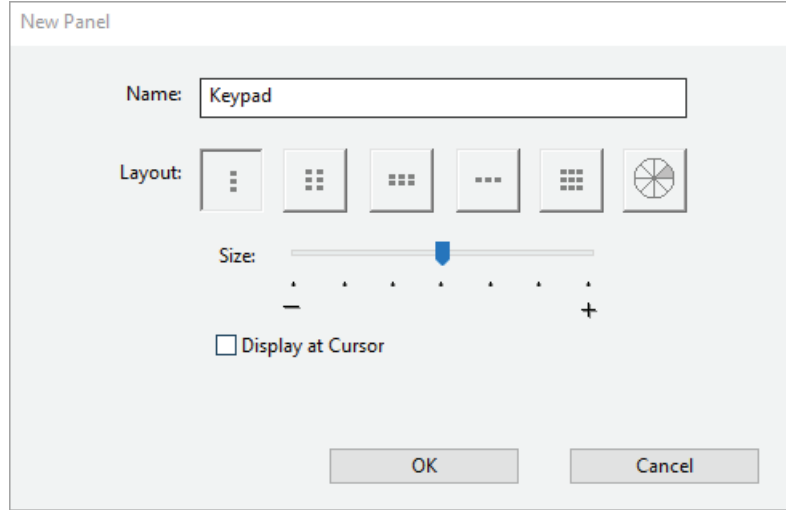 New Panel
Name: Keypad
Layout:
Size:
− +
Display at Cursor
OK Cancel